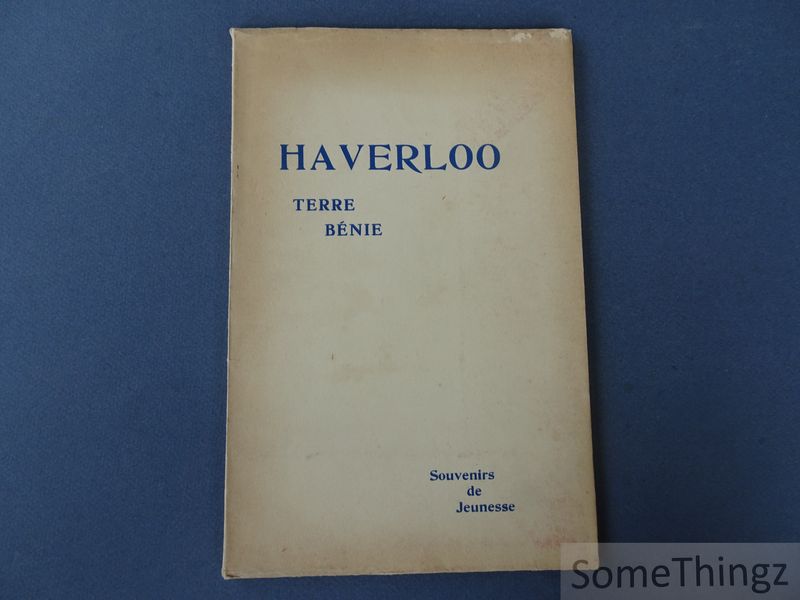 HAVERLOO
TERRE
BÉNIE
Souvenirs
de
Jeunesse
SomeThingz